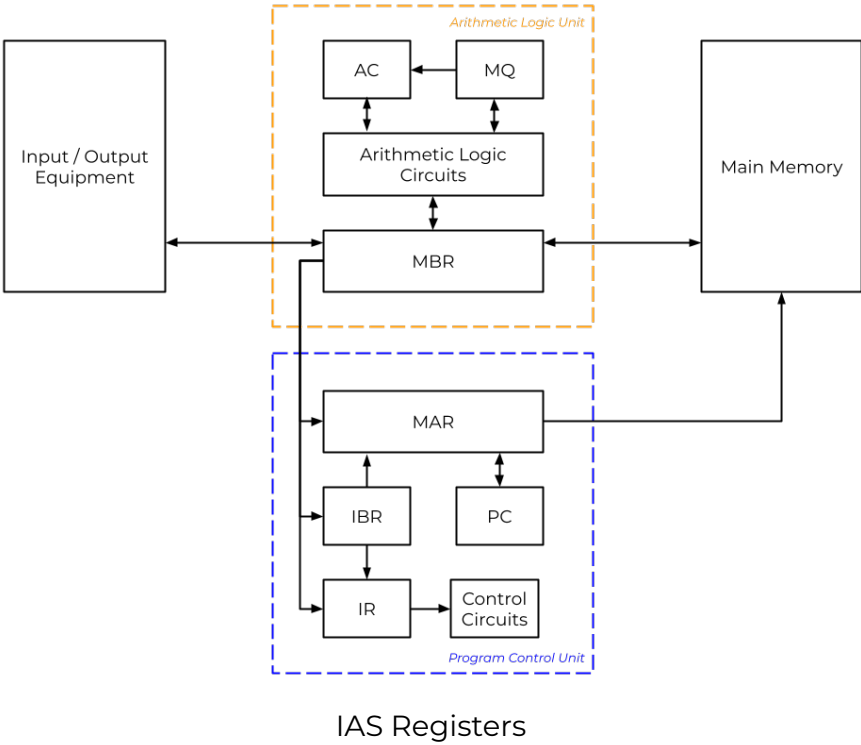 Arithmetic Logic Unit
AC
MQ
Input / Output
Equipment
Arithmetic Logic
Circuits
Main Memory
MBR
MAR
IBR
PC
IR
Control
Circuits
Program Control Unit
IAS Registers